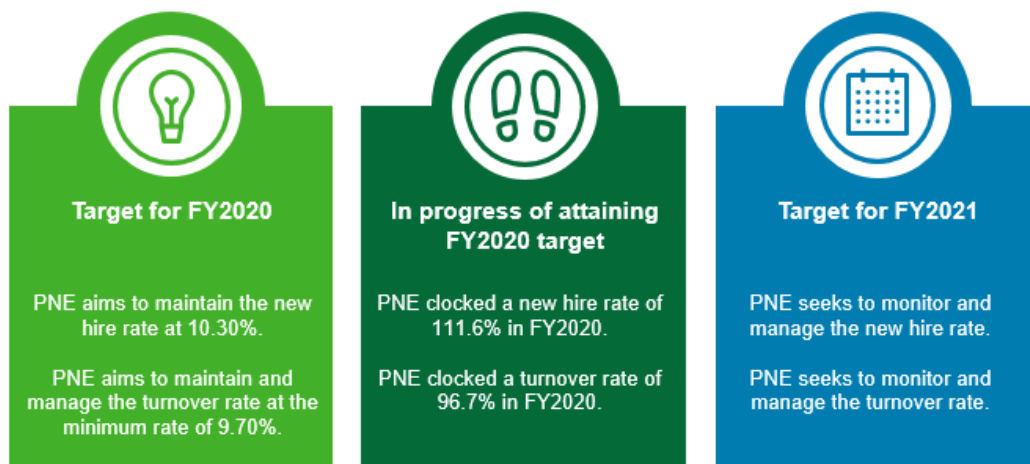 Target for FY2020
PNE aims to maintain the new
hire rate at 10.30%.
PNE aims to maintain and
manage the turnover rate at the
minimum rate of 9.70%.
In progress of attaining
FY2020 target
PNE clocked a new hire rate of
111.6% in FY2020.
PNE clocked a turnover rate of
96.7% in FY2020.
Target for FY2021
PNE seeks to monitor and
manage the new hire rate.
PNE seeks to monitor and
manage the turnover rate.